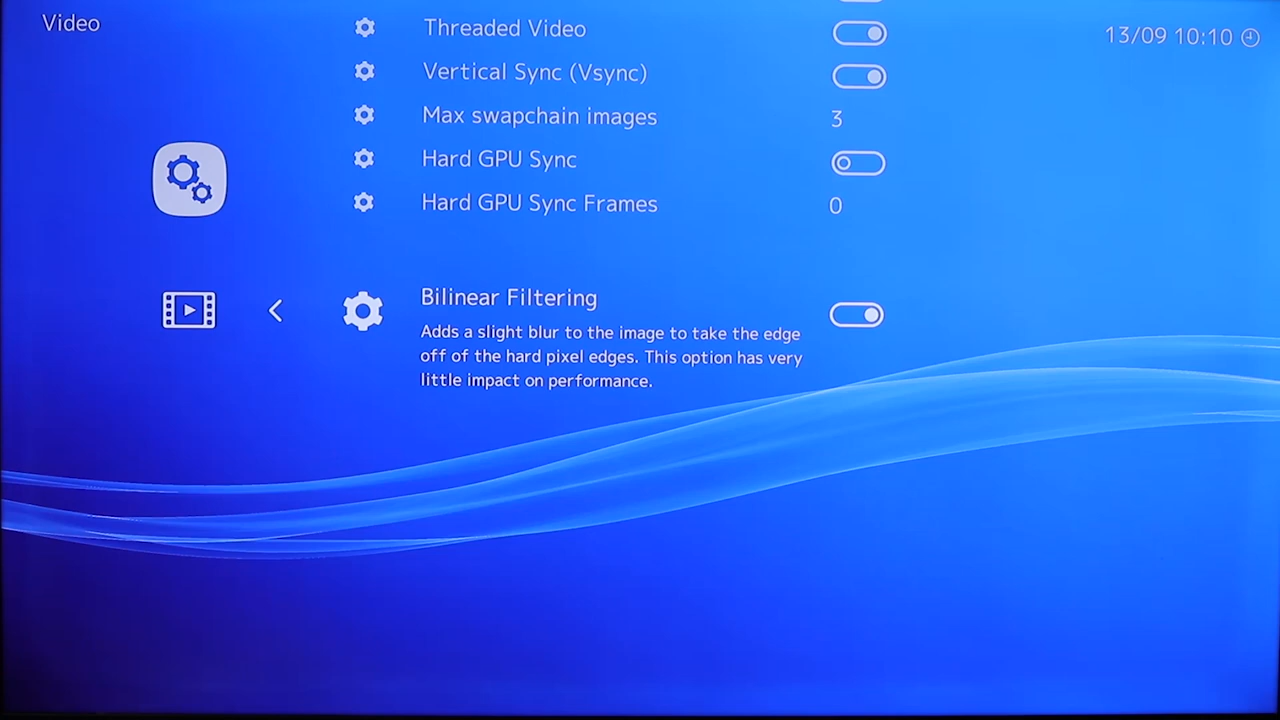 Video
13/09 10:10
Threaded Video
Vertical Sync (Vsync)
Max swapchain images 3
Hard GPU Sync
Hard GPU Sync Frames 0
Bilinear Filtering
Adds a slight blur to the image to take the edge
off of the hard pixel edges. This option has very
little impact on performance.